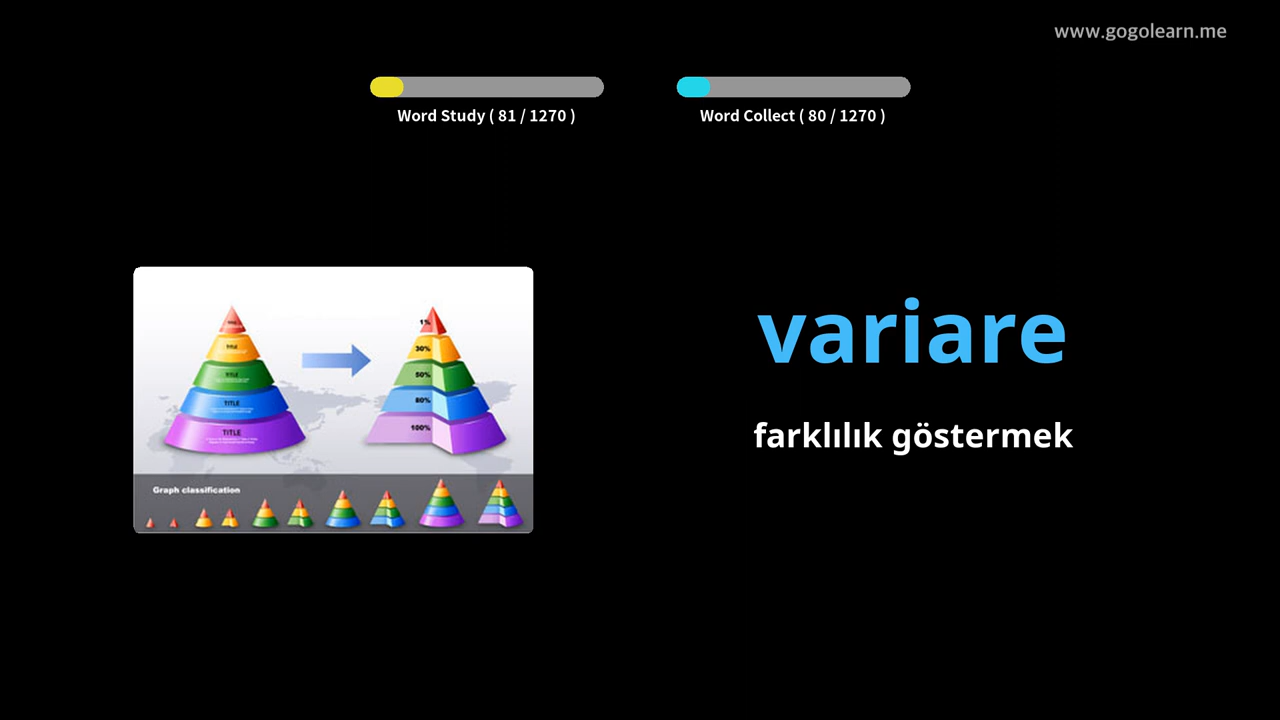 www.gogolearn.me
Word Study ( 81 / 1270 )
Word Collect ( 80 / 1270 )
variare
farklılık göstermek
TITLE
TITLE
TITLE
TITLE
1%
30%
50%
80%
100%
Graph classification